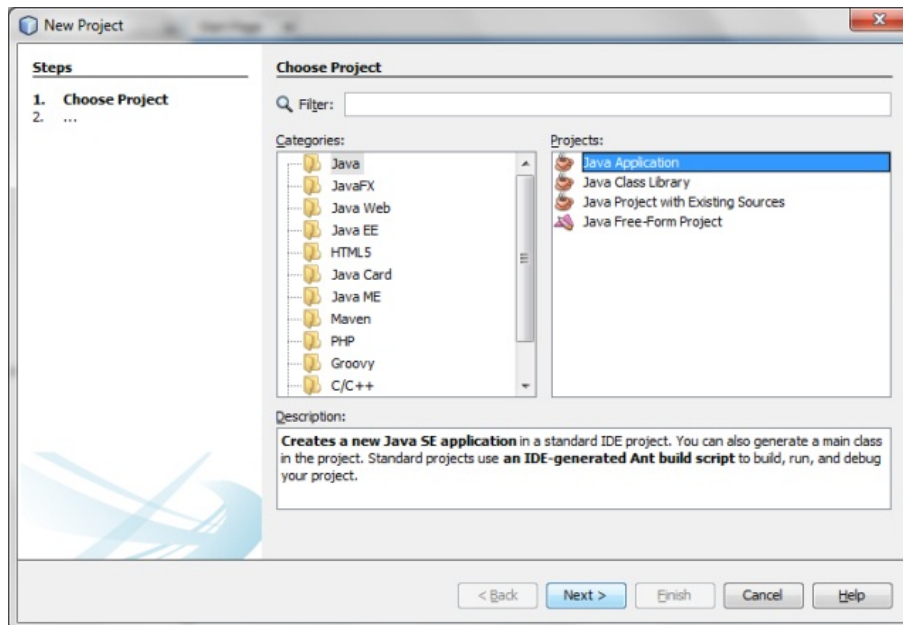 New Project
Start Page
Steps
1. Choose Project
2. ...
Choose Project
Filter:
Categories:
Java
JavaFX
Java Web
Java EE
HTML5
Java Card
Java ME
Maven
PHP
Groovy
C/C++
Projects:
Java Application
Java Class Library
Java Project with Existing Sources
Java Free-Form Project
Description:
Creates a new Java SE application in a standard IDE project. You can also generate a main class
in the project. Standard projects use an IDE-generated Ant build script to build, run, and debug
your project.
< Back
Next >
Finish
Cancel
Help